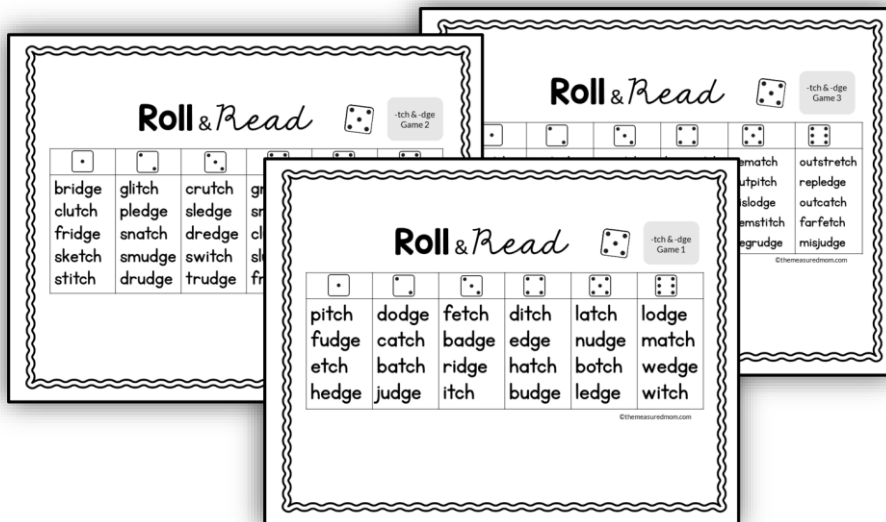 Roll & Read
-tch & -dge
Game 2
bridge glitch crutch
clutch pledge sledge
fridge snatch dredge
sketch smudge switch
stitch drudge trudge
Roll & Read
-tch & -dge
Game 3
outstretch
repledge
outcatch
farfetch
misjudge
©themeasuredmom.com
Roll & Read
-tch & -dge
Game 1
pitch dodge fetch ditch latch lodge
fudge catch badge edge nudge match
etch batch ridge hatch botch wedge
hedge judge itch budge ledge witch
©themeasuredmom.com